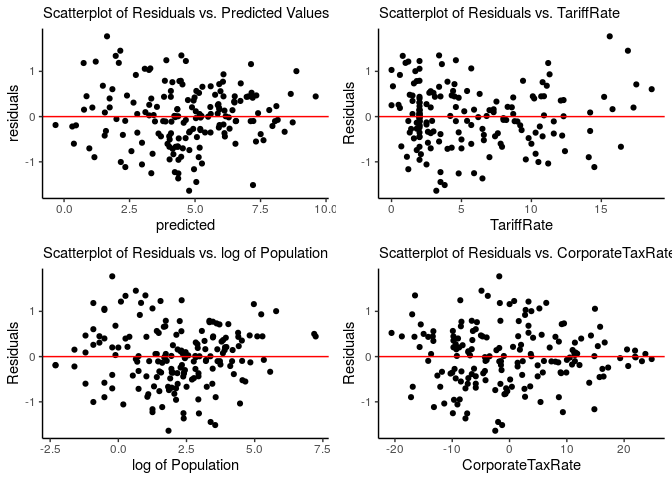 Scatterplot of Residuals vs. Predicted Values
residuals
1
0
-1
0.0 2.5 5.0 7.5 10.0
predicted
Scatterplot of Residuals vs. TariffRate
Residuals
1
0
-1
0 5 10 15
TariffRate
Scatterplot of Residuals vs. log of Population
Residuals
1
0
-1
-2.5 0.0 2.5 5.0 7.5
log of Population
Scatterplot of Residuals vs. CorporateTaxRate
Residuals
1
0
-1
-20 -10 0 10 20
CorporateTaxRate